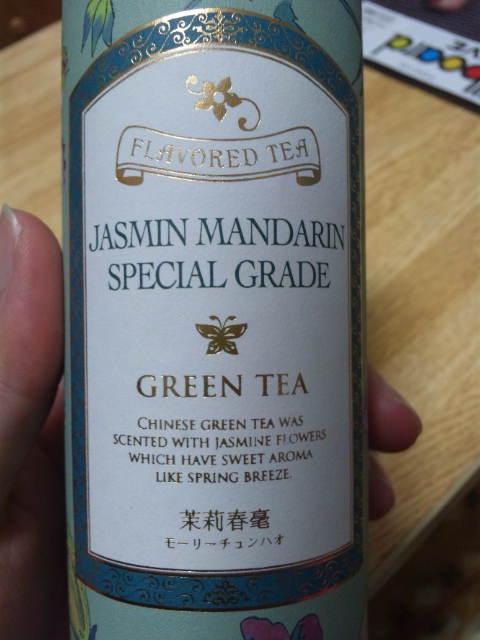 FLAVORED TEA
JASMIN MANDARIN
SPECIAL GRADE
GREEN TEA
CHINESE GREEN TEA WAS
SCENTED WITH JASMINE FLOWERS
WHICH HAVE SWEET AROMA
LIKE SPRING BREEZE.
茉莉春毫
モーリーチュンハオ